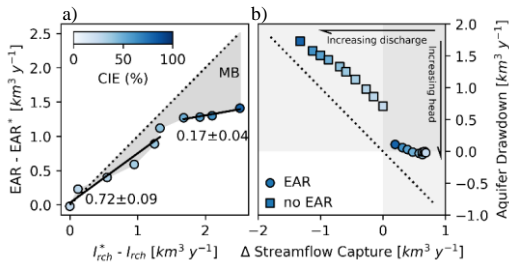 a)
b)
EAR - EAR* [km³ y⁻¹]
2.5
2.0
1.5
1.0
0.5
0.0
0 50 100
CIE (%)
MB
0.17±0.04
0.72±0.09
0 1 2
I*rch - Irch [km³ y⁻¹]
Increasing discharge
Increasing head
EAR
no EAR
-2 -1 0 1
Δ Streamflow Capture [km³ y⁻¹]
2.0
1.5
1.0
0.5
0.0
-0.5
-1.0
Aquifer Drawdown [km³ y⁻¹]